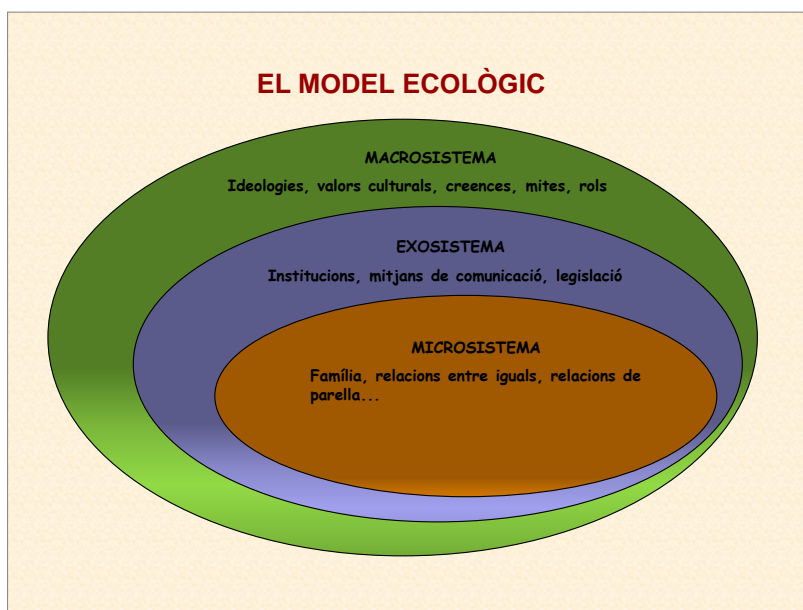 EL MODEL ECOLÒGIC
MACROSISTEMA
Ideologies, valors culturals, creences, mites, rols
EXOSISTEMA
Institucions, mitjans de comunicació, legislació
MICROSISTEMA
Família, relacions entre iguals, relacions de
parella...